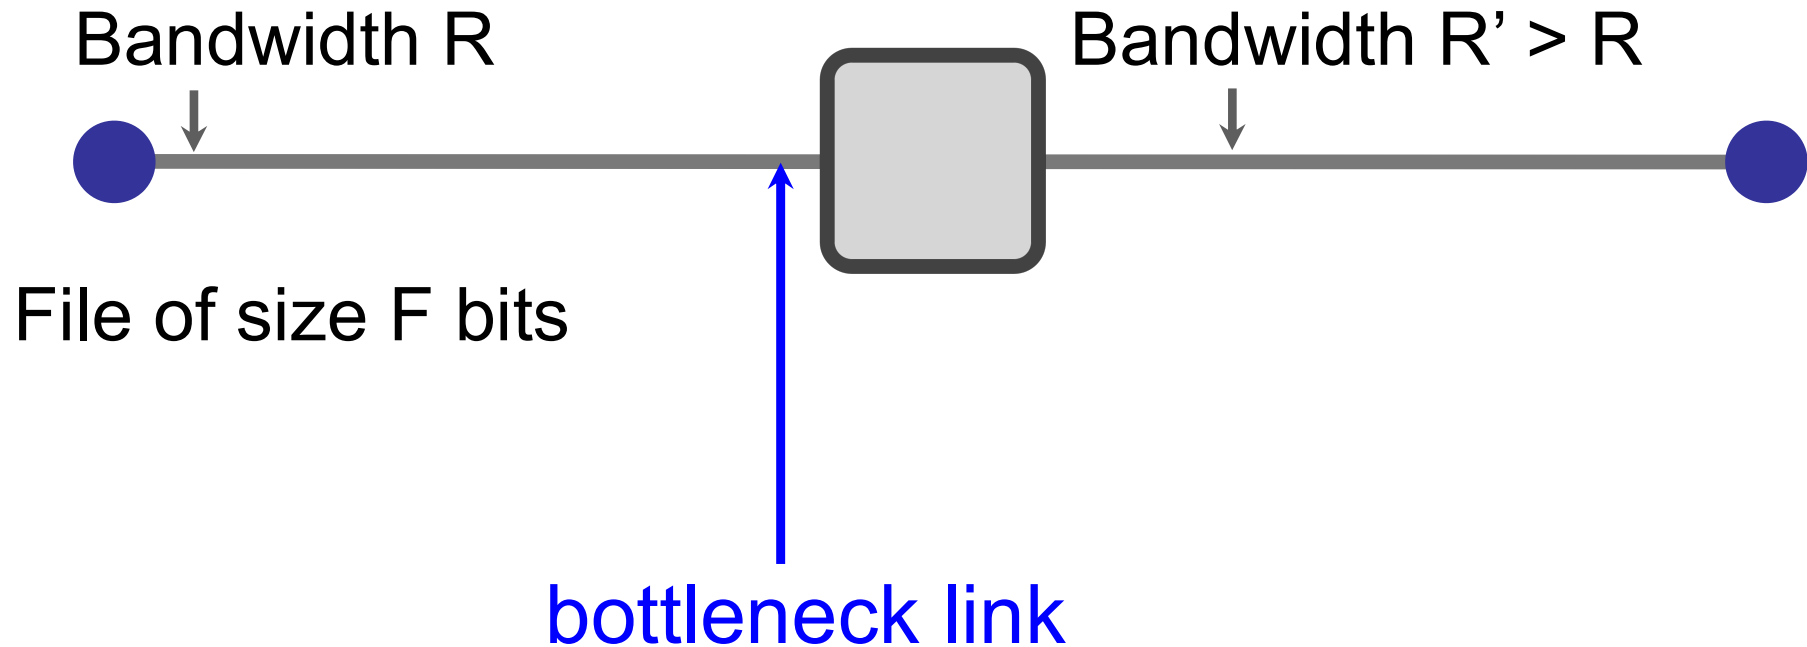 Bandwidth R
Bandwidth R’ > R
File of size F bits
bottleneck link